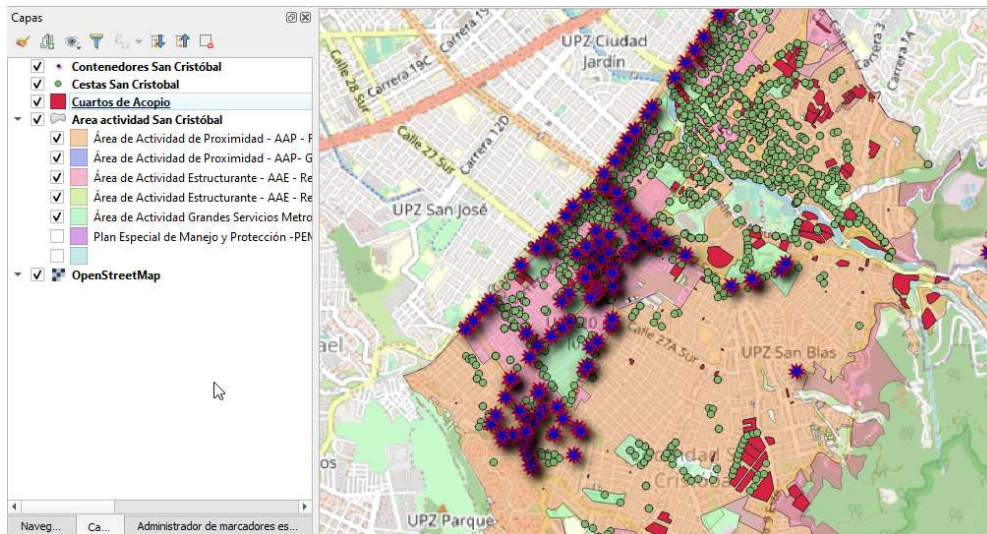 Capas
Contenedores San Cristóbal
Cestas San Cristobal
Cuartos de Acopio
Area actividad San Cristóbal
Área de Actividad de Proximidad - AAP - R
Área de Actividad de Proximidad - AAP- G
Área de Actividad Estructurante - AAE - Re
Área de Actividad Estructurante - AAE - Re
Área de Actividad Grandes Servicios Metro
Plan Especial de Manejo y Protección -PEM
OpenStreetMap
Naveg...
Ca...
Administrador de marcadores es...
Carrera 19C
Calle 28 Sur
Carrera 12D
Calle 27 Sur
UPZ Ciudad
Jardín
Carrera 3
Carrera 1A
UPZ San José
Calle 27A Sur
UPZ San Blas
UPZ Parque